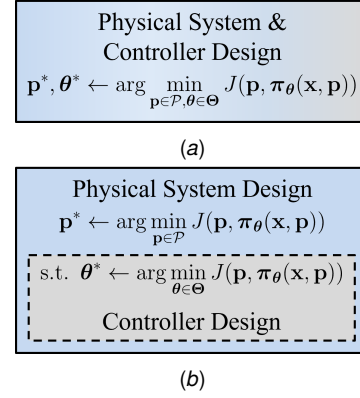 Physical System &
Controller Design
𝐩*, 𝛉* ← arg min_{𝐩∈𝒫,𝛉∈𝚯} J(𝐩, 𝛑_𝛉(𝐱, 𝐩))
(a)
Physical System Design
𝐩* ← arg min_{𝐩∈𝒫} J(𝐩, 𝛑_𝛉(𝐱, 𝐩))
s.t. 𝛉* ← arg min_{𝛉∈𝚯} J(𝐩, 𝛑_𝛉(𝐱, 𝐩))
Controller Design
(b)